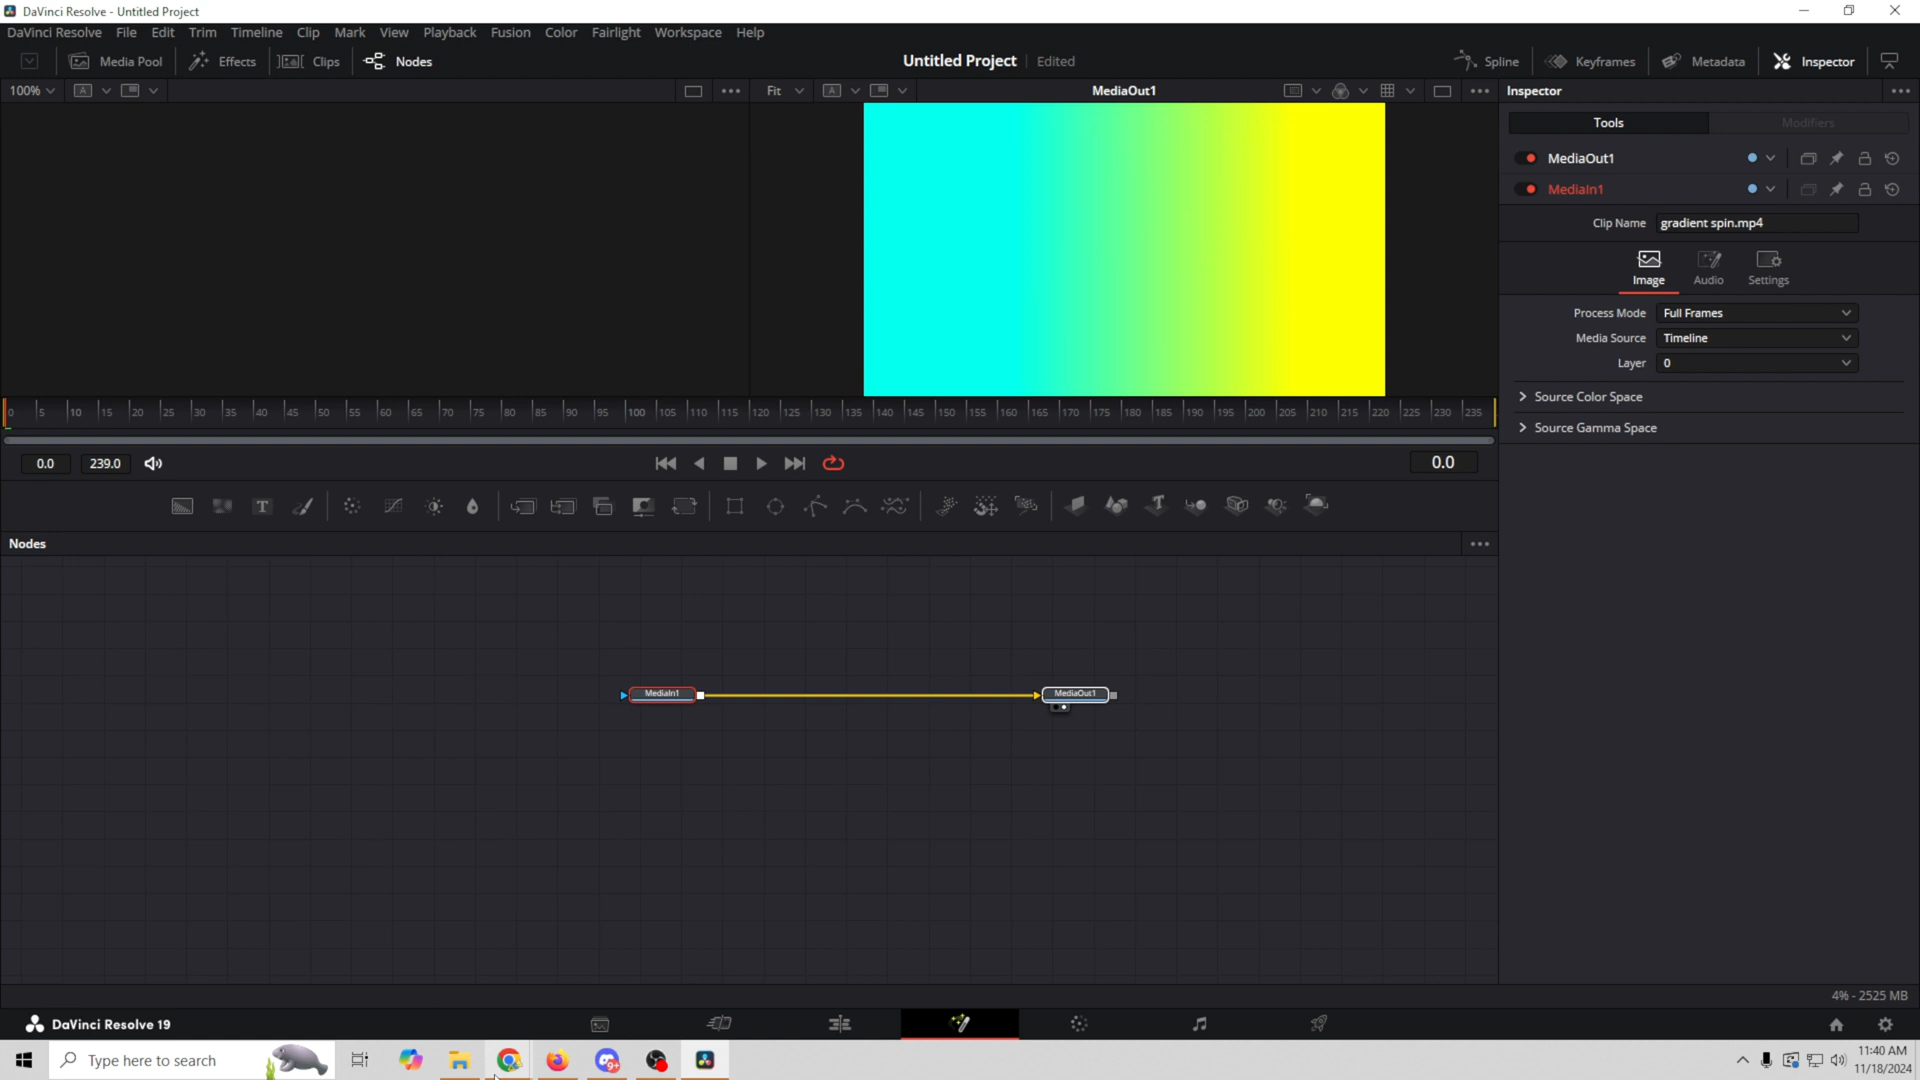 DaVinci Resolve - Untitled Project
DaVinci Resolve File Edit Trim Timeline Clip Mark View Playback Fusion Color Fairlight Workspace Help
Media Pool Effects Clips Nodes Untitled Project Edited Spline Keyframes Metadata Inspector
100% A Fit A MediaOut1 Inspector
Tools Modifiers
MediaOut1
MediaIn1
Clip Name gradient spin.mp4
Image Audio Settings
Process Mode Full Frames
Media Source Timeline
Layer 0
Source Color Space
Source Gamma Space
0 5 10 15 20 25 30 35 40 45 50 55 60 65 70 75 80 85 90 95 100 105 110 115 120 125 130 135 140 145 150 155 160 165 170 175 180 185 190 195 200 205 210 215 220 225 230 235
0.0 239.0 0.0
T T
Nodes
MediaIn1 MediaOut1
4% - 2525 MB
DaVinci Resolve 19
Type here to search 9+ 11:40 AM
11/18/2024